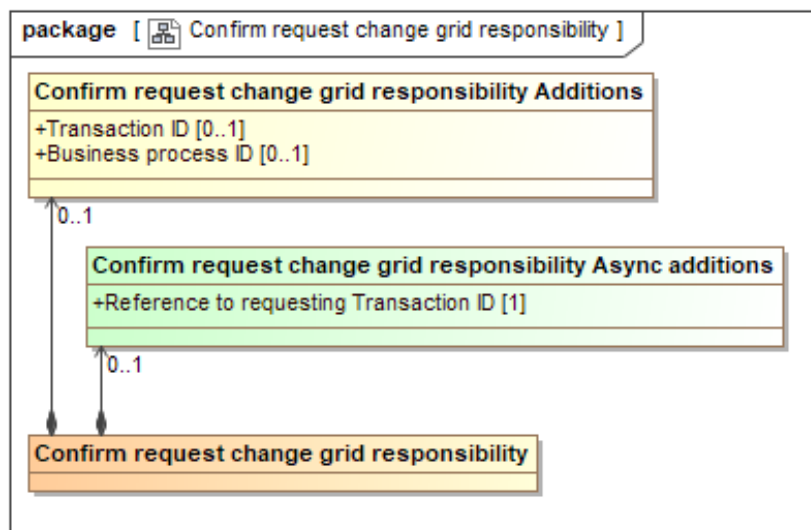 package [ Confirm request change grid responsibility ]
Confirm request change grid responsibility Additions
+Transaction ID [0..1]
+Business process ID [0..1]
0..1
Confirm request change grid responsibility Async additions
+Reference to requesting Transaction ID [1]
0..1
Confirm request change grid responsibility